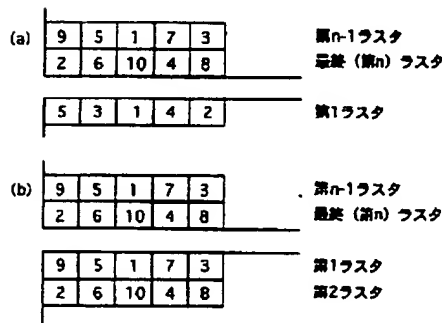 (a) 9 5 1 7 3 第n-1ラスタ
2 6 10 4 8 最終（第n）ラスタ
5 3 1 4 2 第1ラスタ
(b) 9 5 1 7 3 第n-1ラスタ
2 6 10 4 8 最終（第n）ラスタ
9 5 1 7 3 第1ラスタ
2 6 10 4 8 第2ラスタ